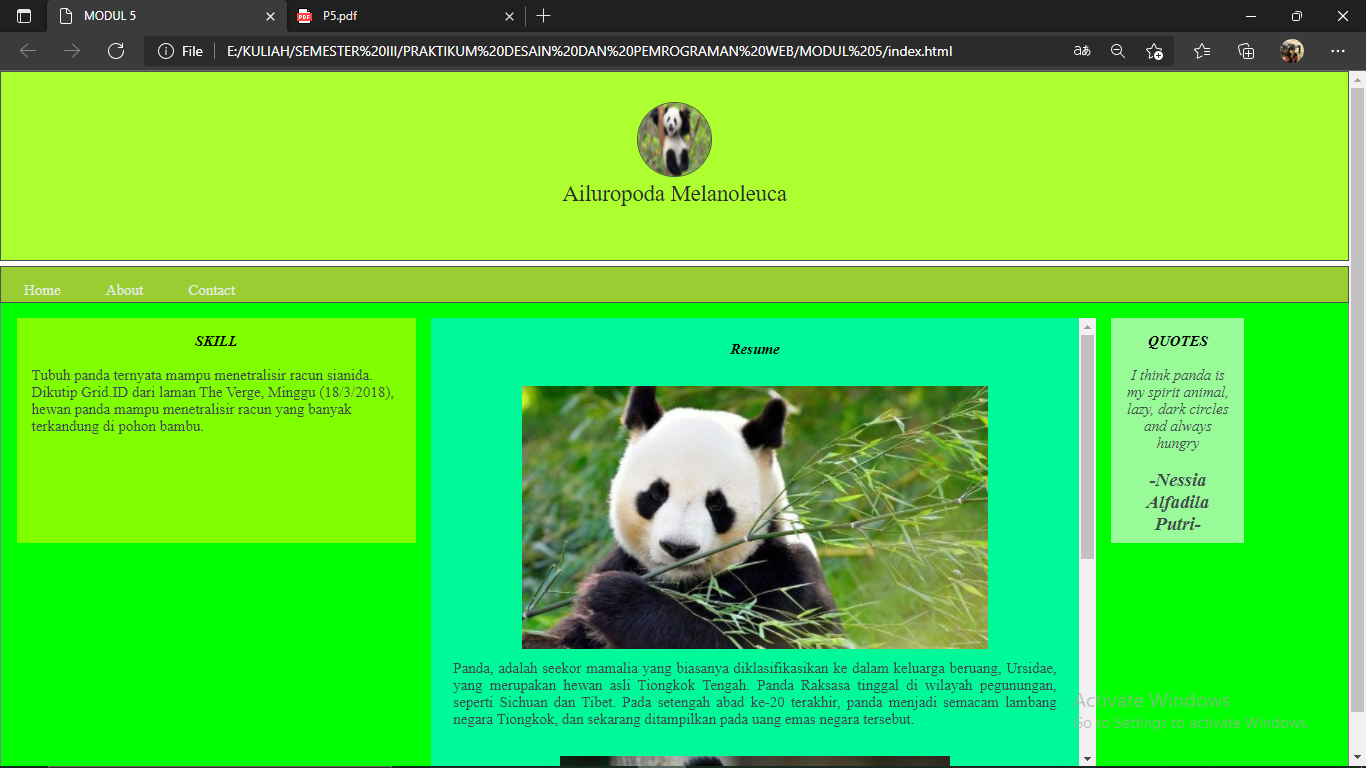 MODUL 5
P5.pdf
File
E:/KULIAH/SEMESTER%20III/PRAKTIKUM%20DESAIN%20DAN%20PEMROGRAMAN%20WEB/MODUL%205/index.html
aあ
Ailuropoda Melanoleuca
Home About Contact
SKILL
Tubuh panda ternyata mampu menetralisir racun sianida.
Dikutip Grid.ID dari laman The Verge, Minggu (18/3/2018),
hewan panda mampu menetralisir racun yang banyak
terkandung di pohon bambu.
Resume
Panda, adalah seekor mamalia yang biasanya diklasifikasikan ke dalam keluarga beruang, Ursidae,
yang merupakan hewan asli Tiongkok Tengah. Panda Raksasa tinggal di wilayah pegunungan,
seperti Sichuan dan Tibet. Pada setengah abad ke-20 terakhir, panda menjadi semacam lambang
negara Tiongkok, dan sekarang ditampilkan pada uang emas negara tersebut.
QUOTES
I think panda is
my spirit animal,
lazy, dark circles
and always
hungry
-Nessia
Alfadila
Putri-
Activate Windows
Go to Settings to activate Windows.